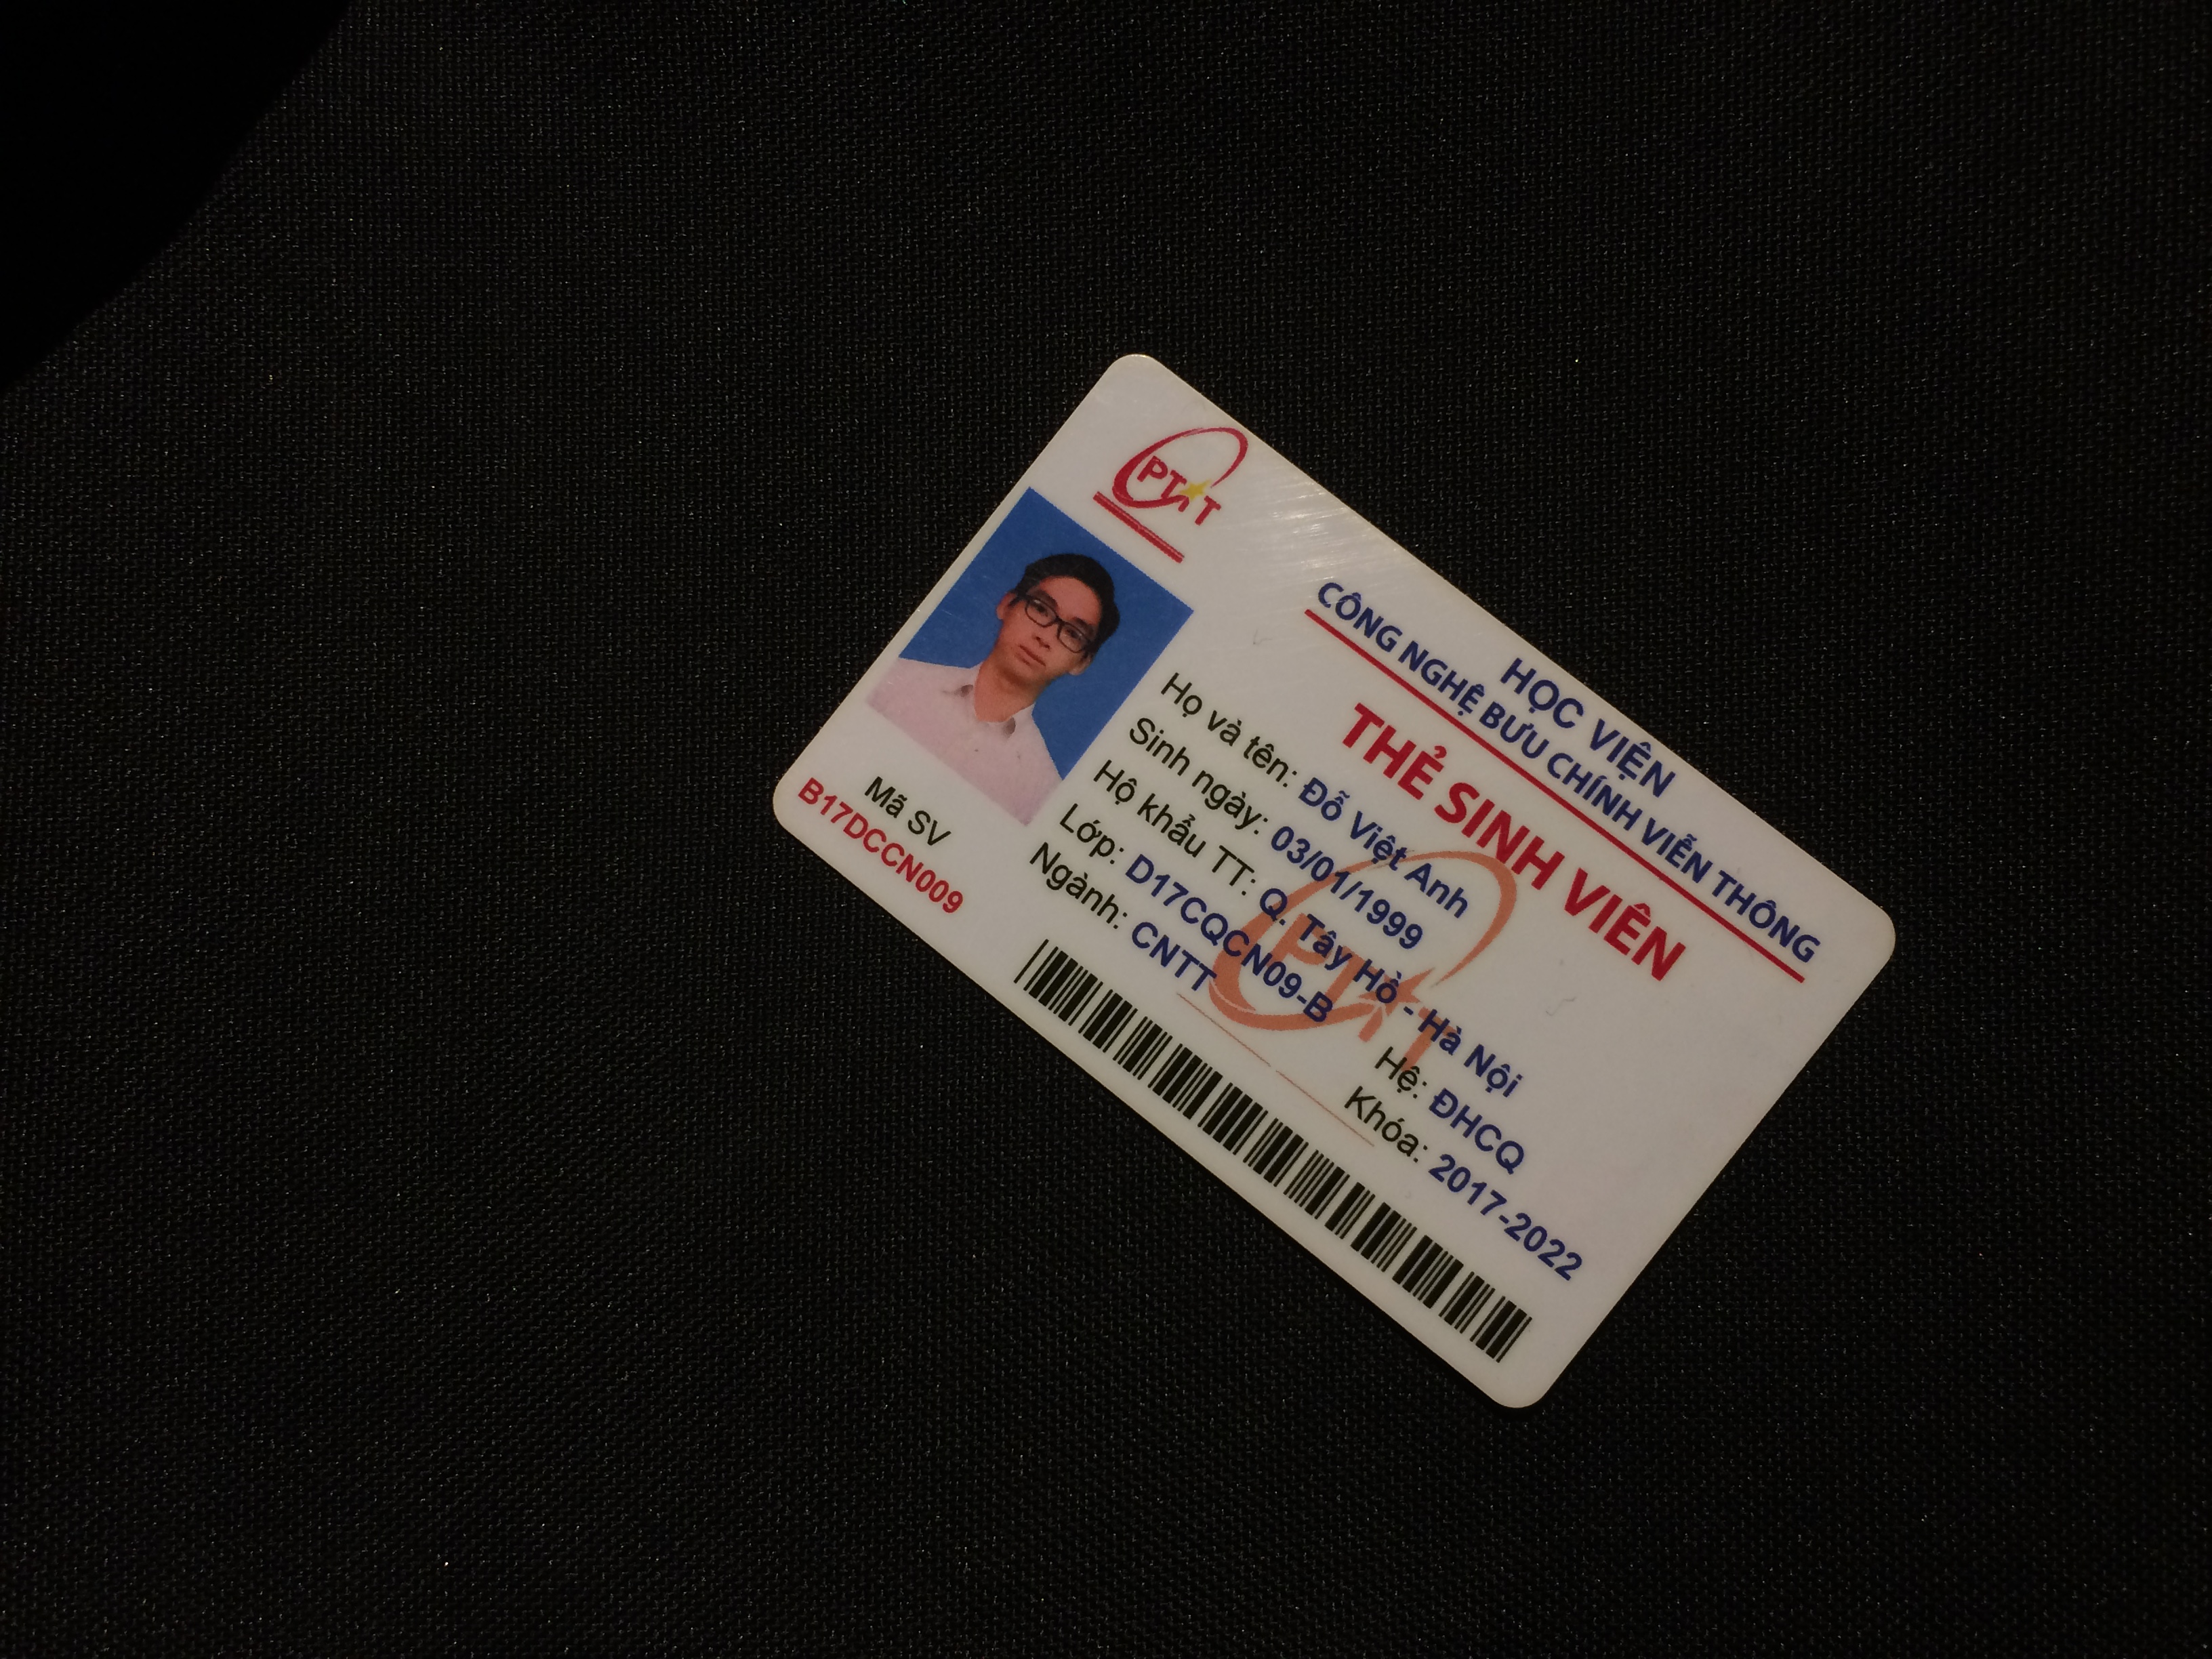 PTIT
HỌC VIỆN
CÔNG NGHỆ BƯU CHÍNH VIỄN THÔNG
THẺ SINH VIÊN
Họ và tên: Đỗ Việt Anh
Sinh ngày: 03/01/1999
Hộ khẩu TT: Q. Tây Hồ - Hà Nội
Lớp: D17CQCN09-B Hệ: ĐHCQ
Ngành: CNTT Khóa: 2017-2022
Mã SV
B17DCCN009
PTIT